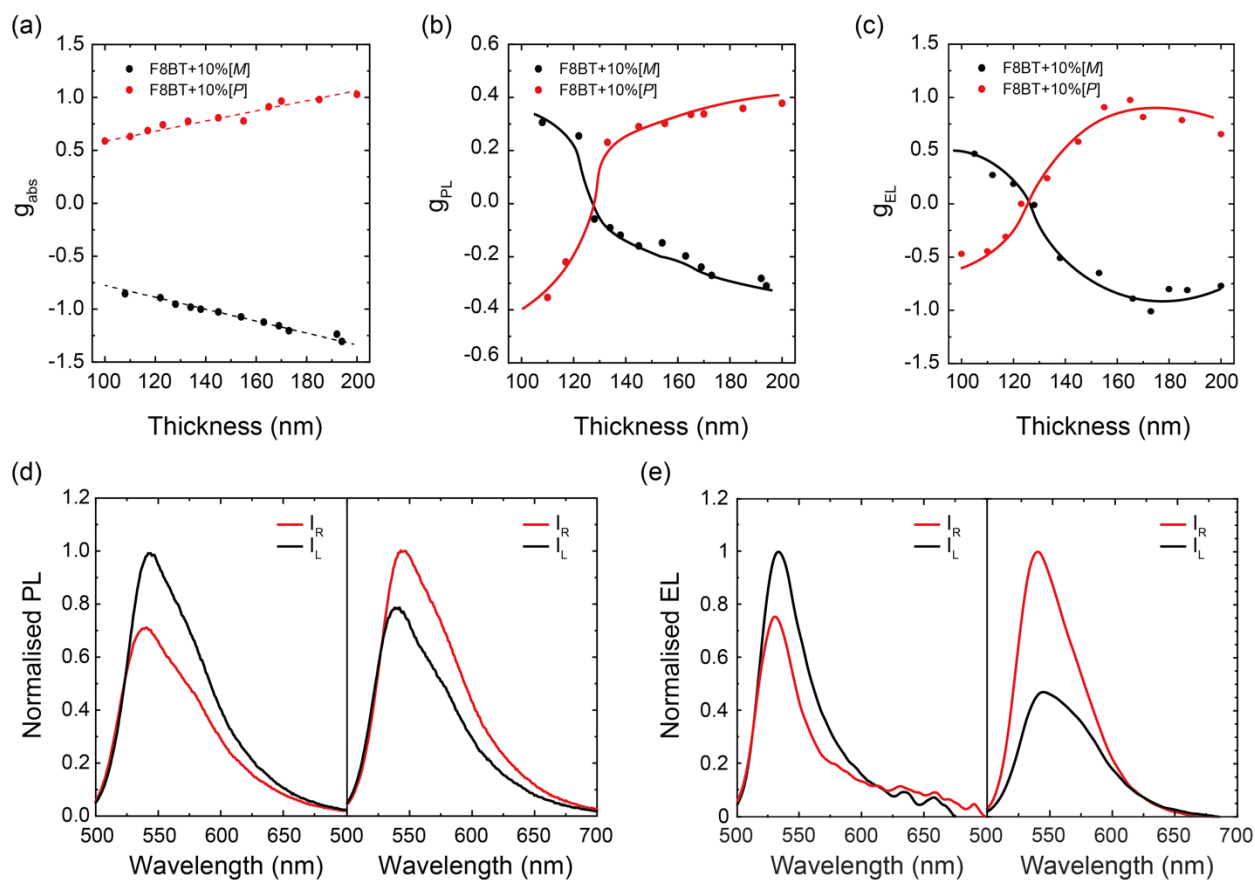 (a)
1.5
1.0
0.5
0.0
-0.5
-1.0
-1.5
g_abs
F8BT+10%[M]
F8BT+10%[P]
100 120 140 160 180 200
Thickness (nm)
(b)
0.6
0.4
0.2
0.0
-0.2
-0.4
-0.6
g_PL
F8BT+10%[M]
F8BT+10%[P]
100 120 140 160 180 200
Thickness (nm)
(c)
1.5
1.0
0.5
0.0
-0.5
-1.0
-1.5
g_EL
F8BT+10%[M]
F8BT+10%[P]
100 120 140 160 180 200
Thickness (nm)
(d)
1.2
1.0
0.8
0.6
0.4
0.2
0.0
Normalised PL
I_R
I_L
I_R
I_L
500 550 600 650 500 550 600 650 700
Wavelength (nm) Wavelength (nm)
(e)
1.2
1
0.8
0.6
0.4
0.2
0
Normalised EL
I_R
I_L
I_R
I_L
500 550 600 650 500 550 600 650 700
Wavelength (nm) Wavelength (nm)